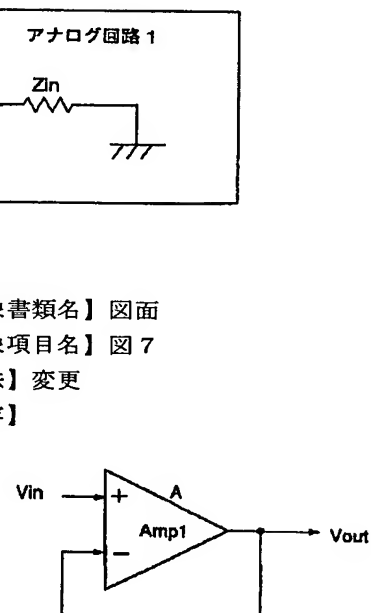 アナログ回路 1
Zin
書類名】図面
項目名】図 7
】変更
】
Vin
+
A
Amp1
−
Vout